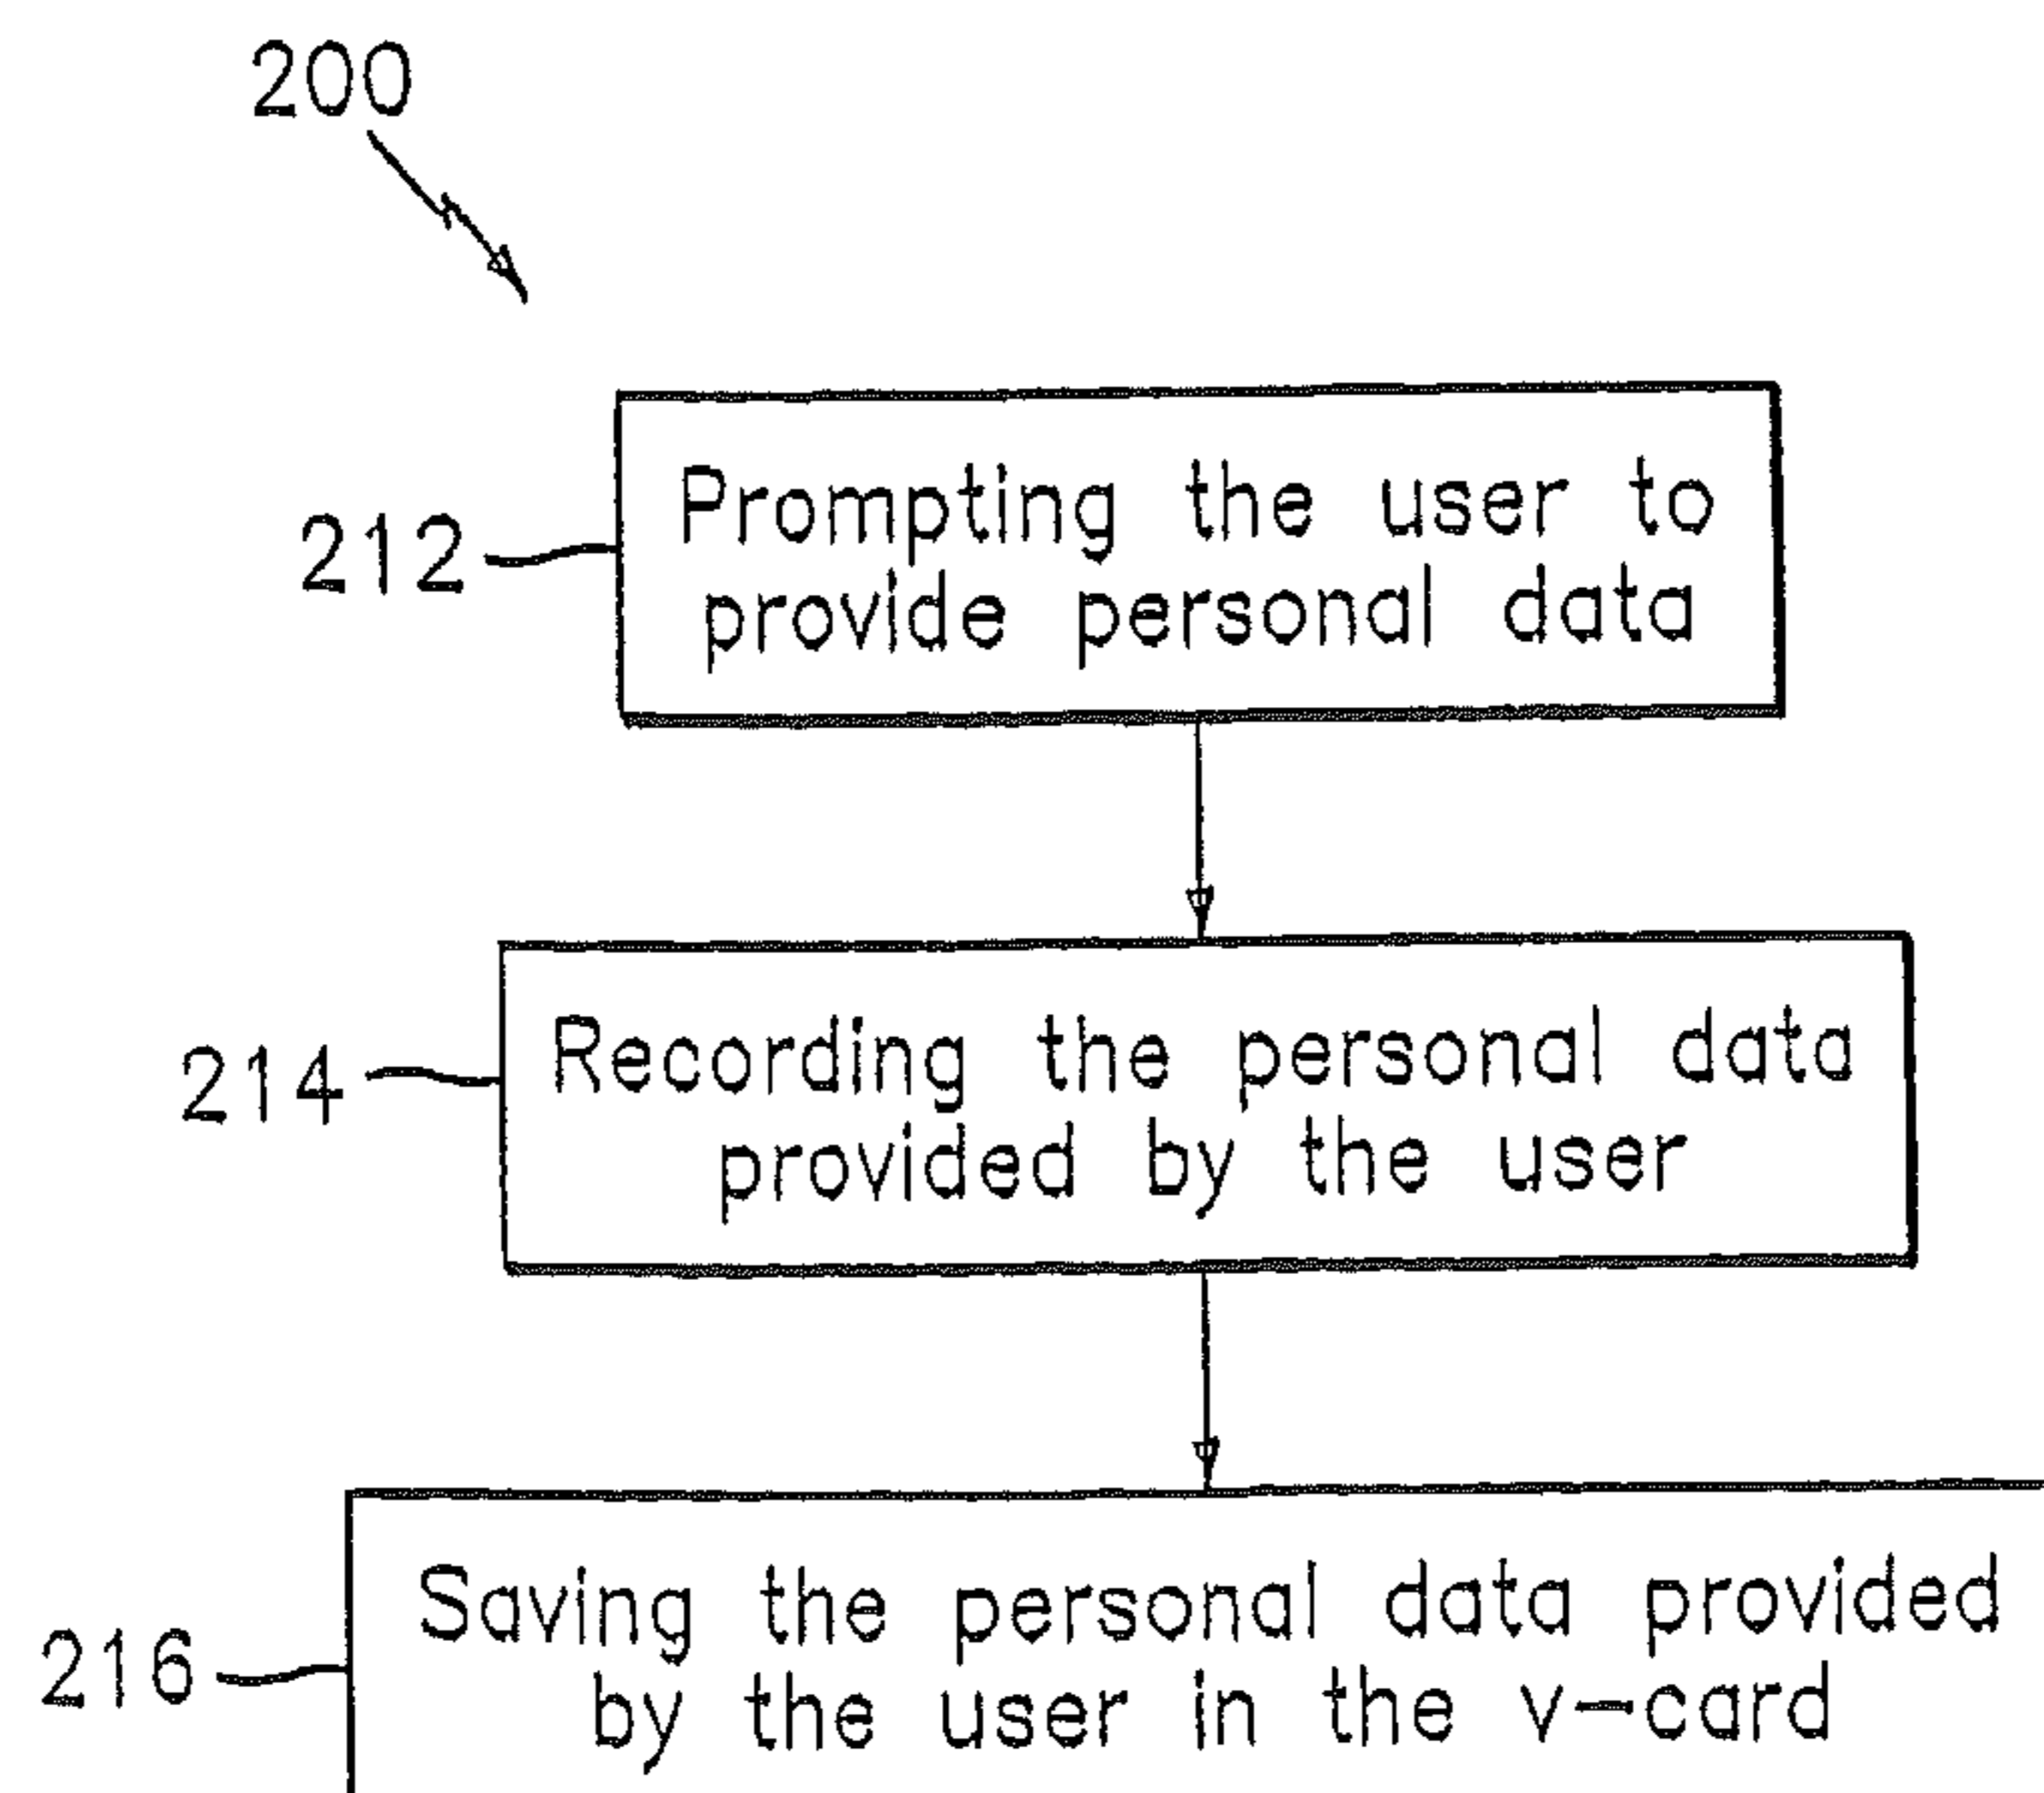 200
212
Prompting the user to
provide personal data
214
Recording the personal data
provided by the user
216
Saving the personal data provided
by the user in the v-card